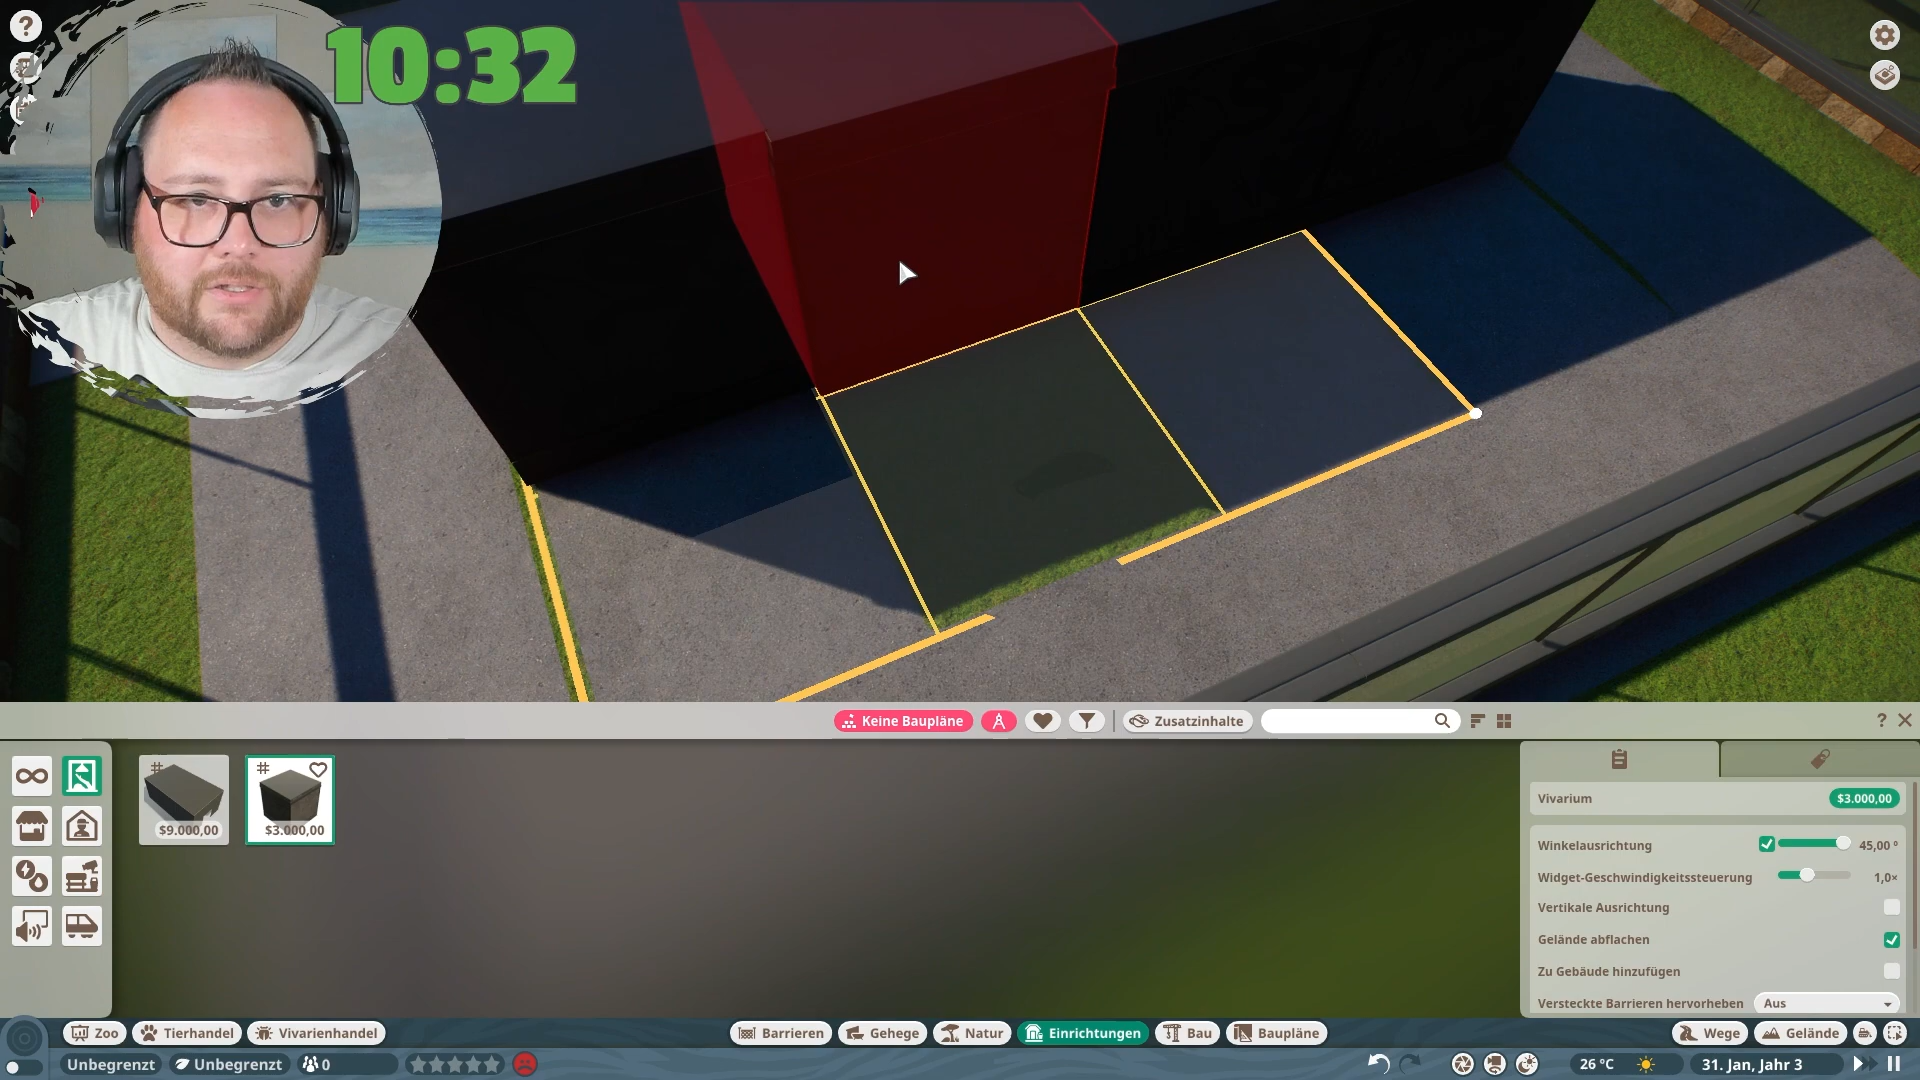 10:32
Keine Baupläne
Zusatzinhalte
$9.000,00
$3.000,00
Vivarium
$3.000,00
Winkelausrichtung
45,00 °
Widget-Geschwindigkeitssteuerung
1,0×
Vertikale Ausrichtung
Gelände abflachen
Zu Gebäude hinzufügen
Versteckte Barrieren hervorheben
Aus
Zoo
Tierhandel
Vivarienhandel
Barrieren
Gehege
Natur
Einrichtungen
Bau
Baupläne
Wege
Gelände
Unbegrenzt
Unbegrenzt
0
26 °C
31. Jan, Jahr 3